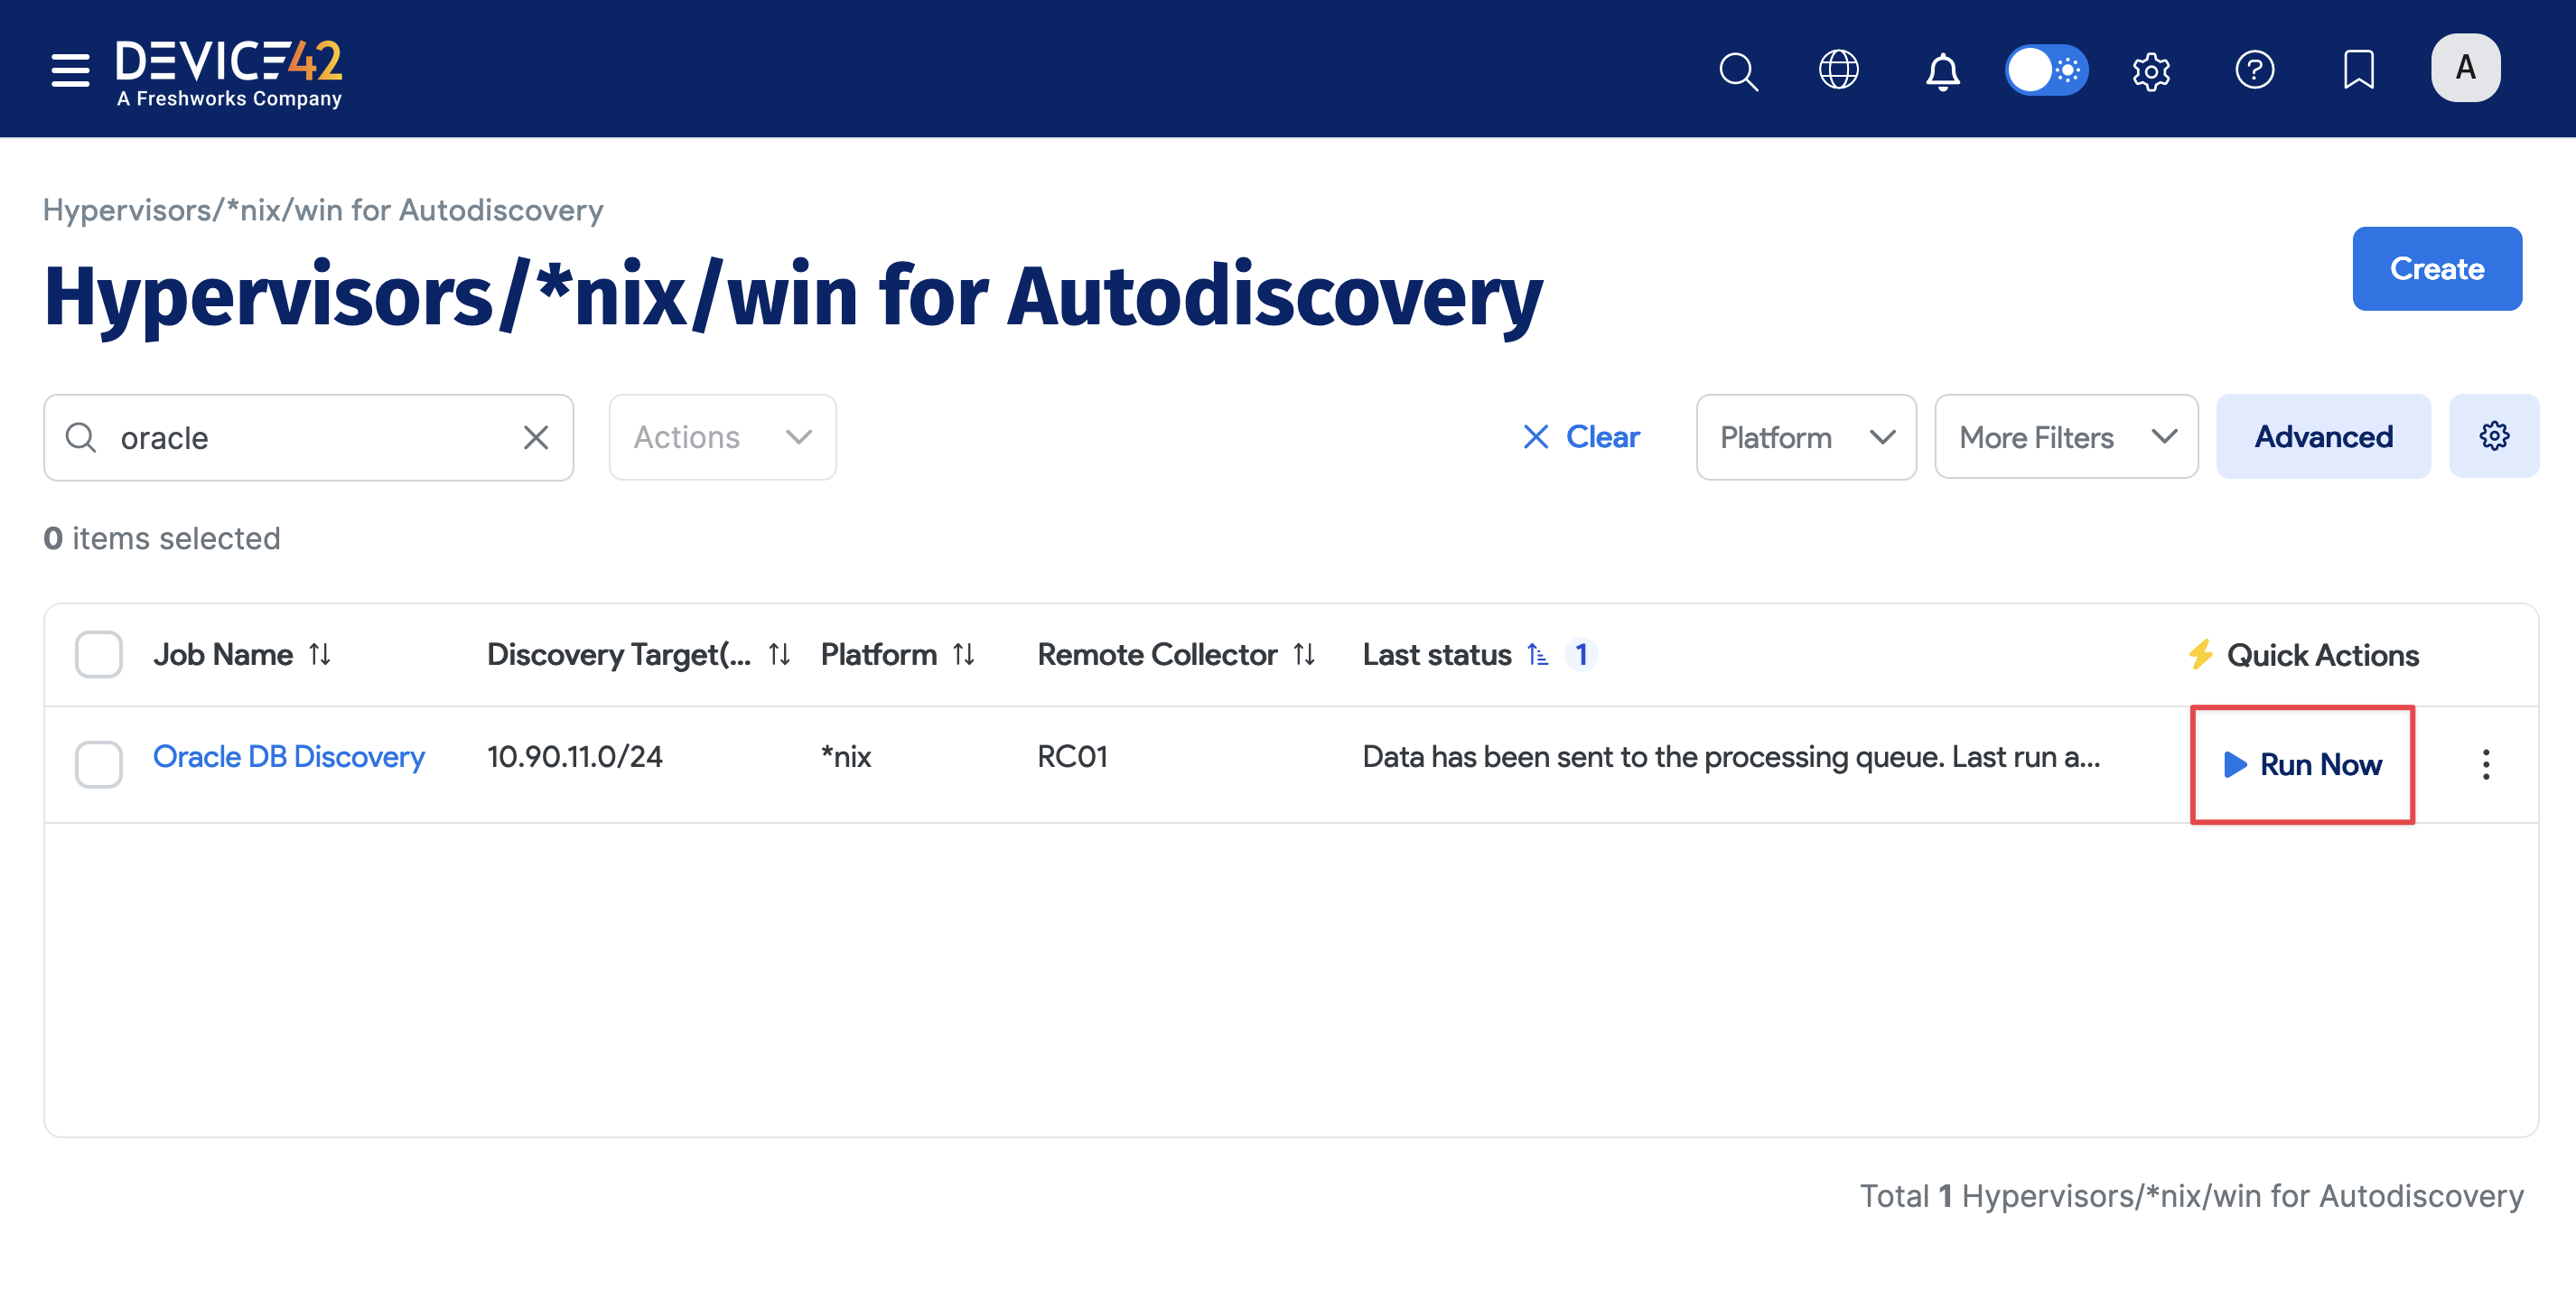 DEVICE42
A Freshworks Company
A
Hypervisors/*nix/win for Autodiscovery
Hypervisors/*nix/win for Autodiscovery
Create
oracle
Actions
Clear
Platform
More Filters
Advanced
0 items selected
Job Name
Discovery Target(...
Platform
Remote Collector
Last status
1
Quick Actions
Oracle DB Discovery
10.90.11.0/24
*nix
RC01
Data has been sent to the processing queue. Last run a...
Run Now
Total 1 Hypervisors/*nix/win for Autodiscovery